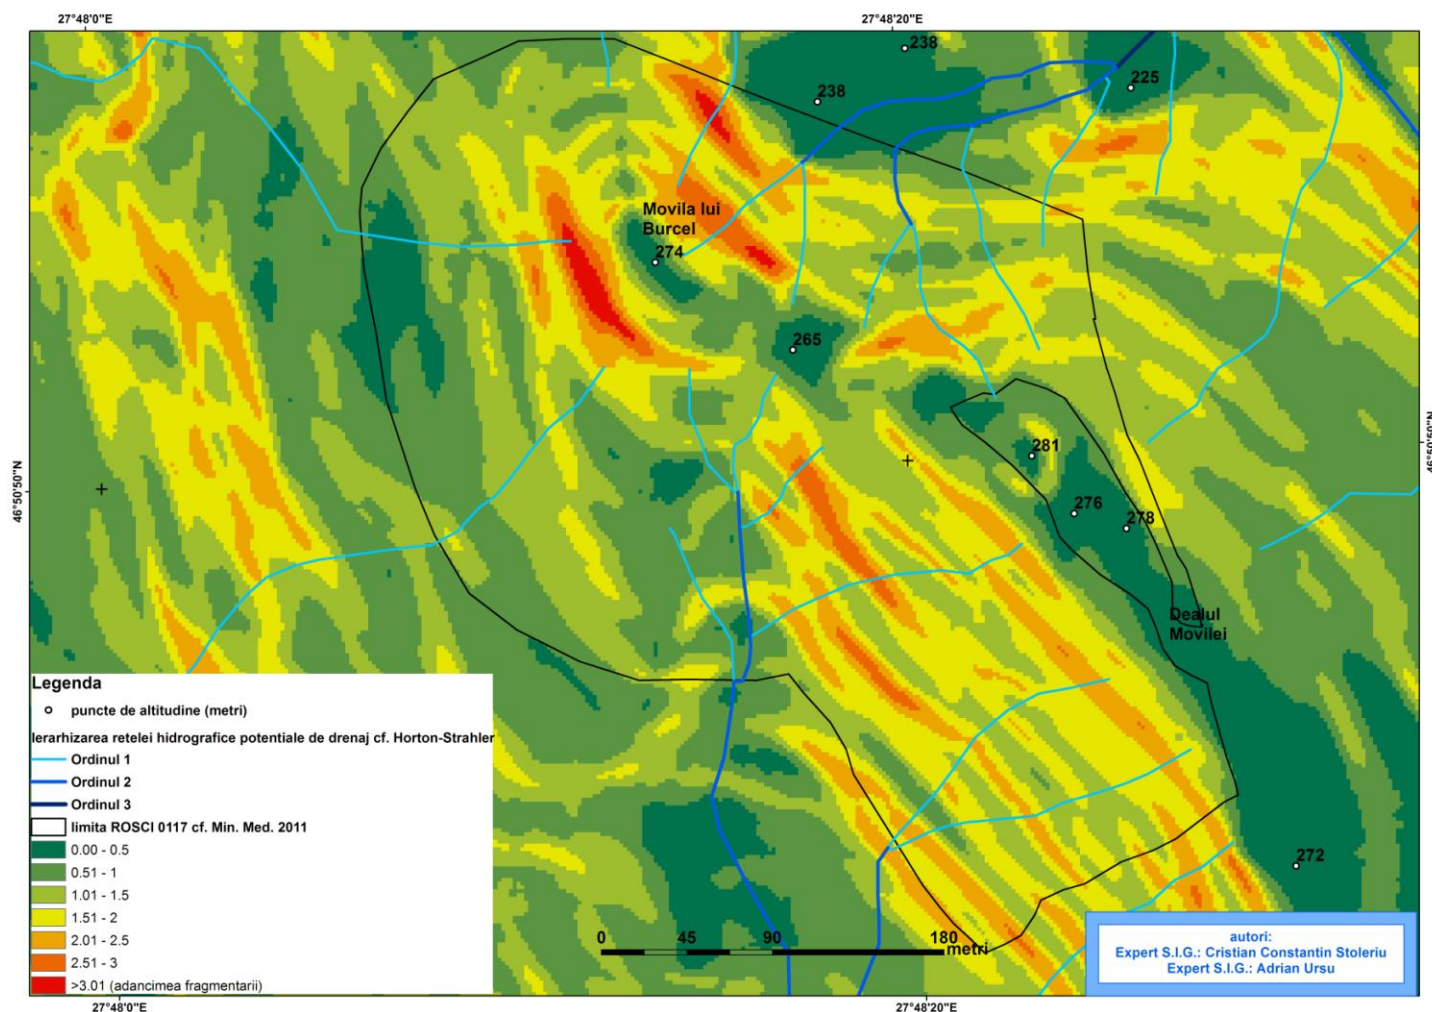 27°48'0"E
27°48'20"E
238
225
238
Movila lui
Burcel
274
265
281
276
278
46°50'50"N
46°50'50"N
Dealul
Movilei
272
Legenda
puncte de altitudine (metri)
Ierarhizarea retelei hidrografice potentiale de drenaj cf. Horton-Strahler
Ordinul 1
Ordinul 2
Ordinul 3
limita ROSCI 0117 cf. Min. Med. 2011
0.00 - 0.5
0.51 - 1
1.01 - 1.5
1.51 - 2
2.01 - 2.5
2.51 - 3
>3.01 (adancimea fragmentarii)
0 45 90 180
metri
autori:
Expert S.I.G.: Cristian Constantin Stoleriu
Expert S.I.G.: Adrian Ursu
27°48'0"E
27°48'20"E